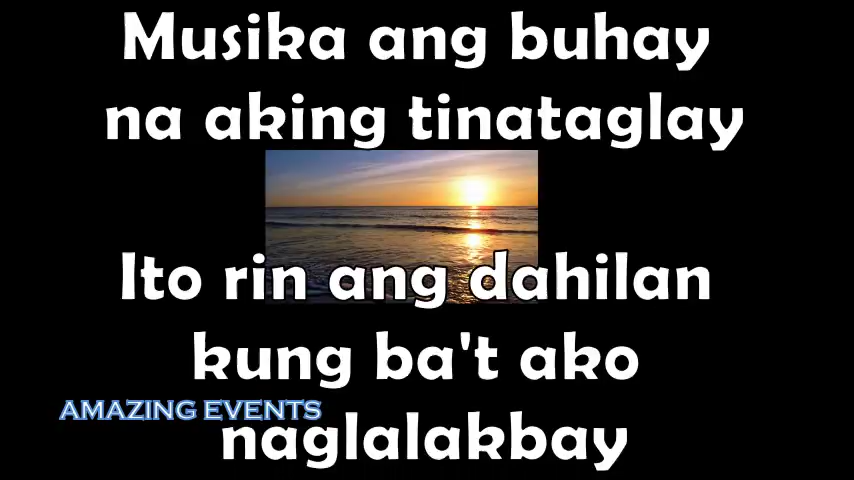 Musika ang buhay
na aking tinataglay
Ito rin ang dahilan
kung ba't ako
AMAZING EVENTS
naglalakbay